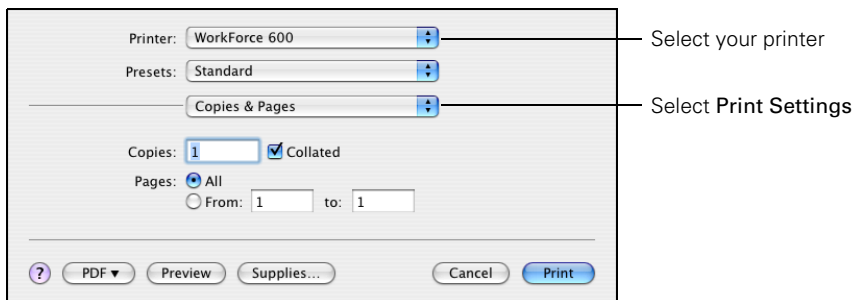 Printer: WorkForce 600 Select your printer
Presets: Standard
Copies & Pages Select Print Settings
Copies: 1 Collated
Pages: All
From: 1 to: 1
? PDF▼ Preview Supplies... Cancel Print